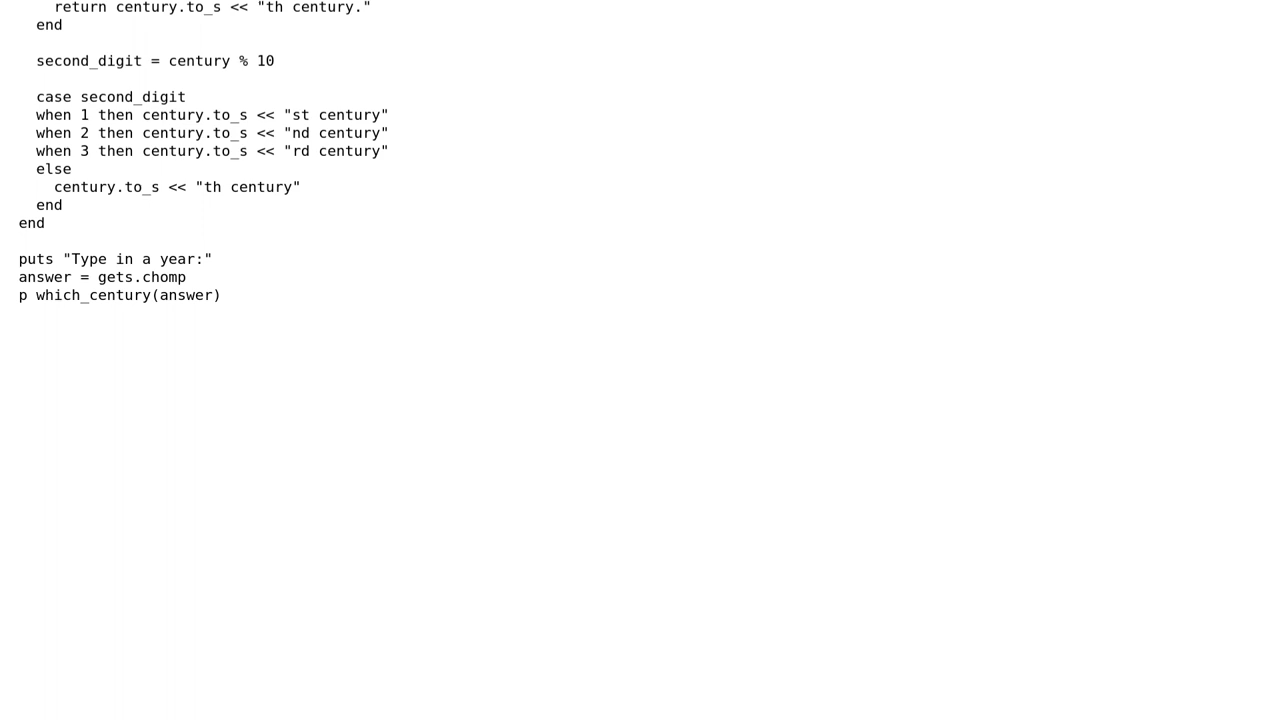 return century.to_s << "th century."
  end

  second_digit = century % 10

  case second_digit
  when 1 then century.to_s << "st century"
  when 2 then century.to_s << "nd century"
  when 3 then century.to_s << "rd century"
  else
    century.to_s << "th century"
  end
end

puts "Type in a year:"
answer = gets.chomp
p which_century(answer)